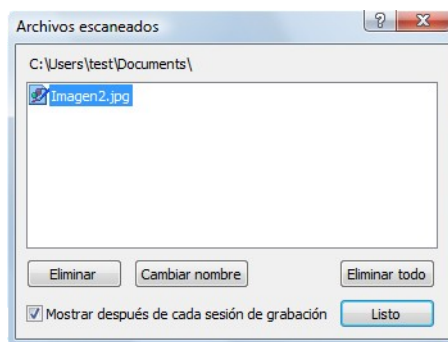 Archivos escaneados
C:\Users\test\Documents\
Imagen2.jpg
Eliminar Cambiar nombre Eliminar todo
Mostrar después de cada sesión de grabación Listo